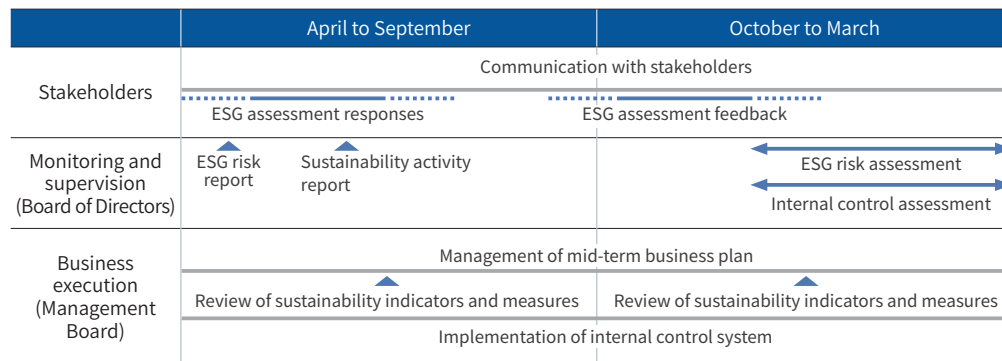 April to September
October to March
Stakeholders
Communication with stakeholders
ESG assessment responses
ESG assessment feedback
Monitoring and
supervision
(Board of Directors)
ESG risk
report
Sustainability activity
report
ESG risk assessment
Internal control assessment
Business
execution
(Management
Board)
Management of mid-term business plan
Review of sustainability indicators and measures
Review of sustainability indicators and measures
Implementation of internal control system